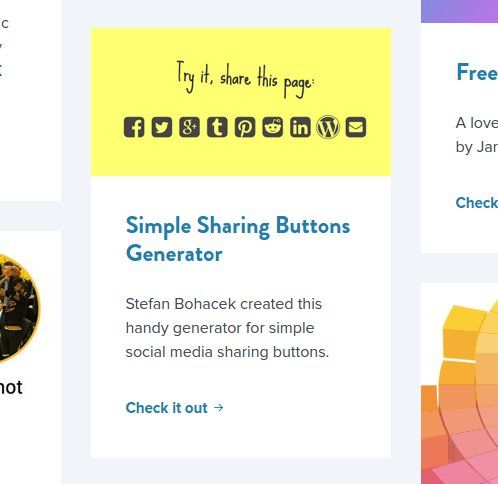 c
Try it, share this page:
Simple Sharing Buttons
Generator
Stefan Bohacek created this
handy generator for simple
social media sharing buttons.
Check it out →
not
Free
A love
by Jar
Check